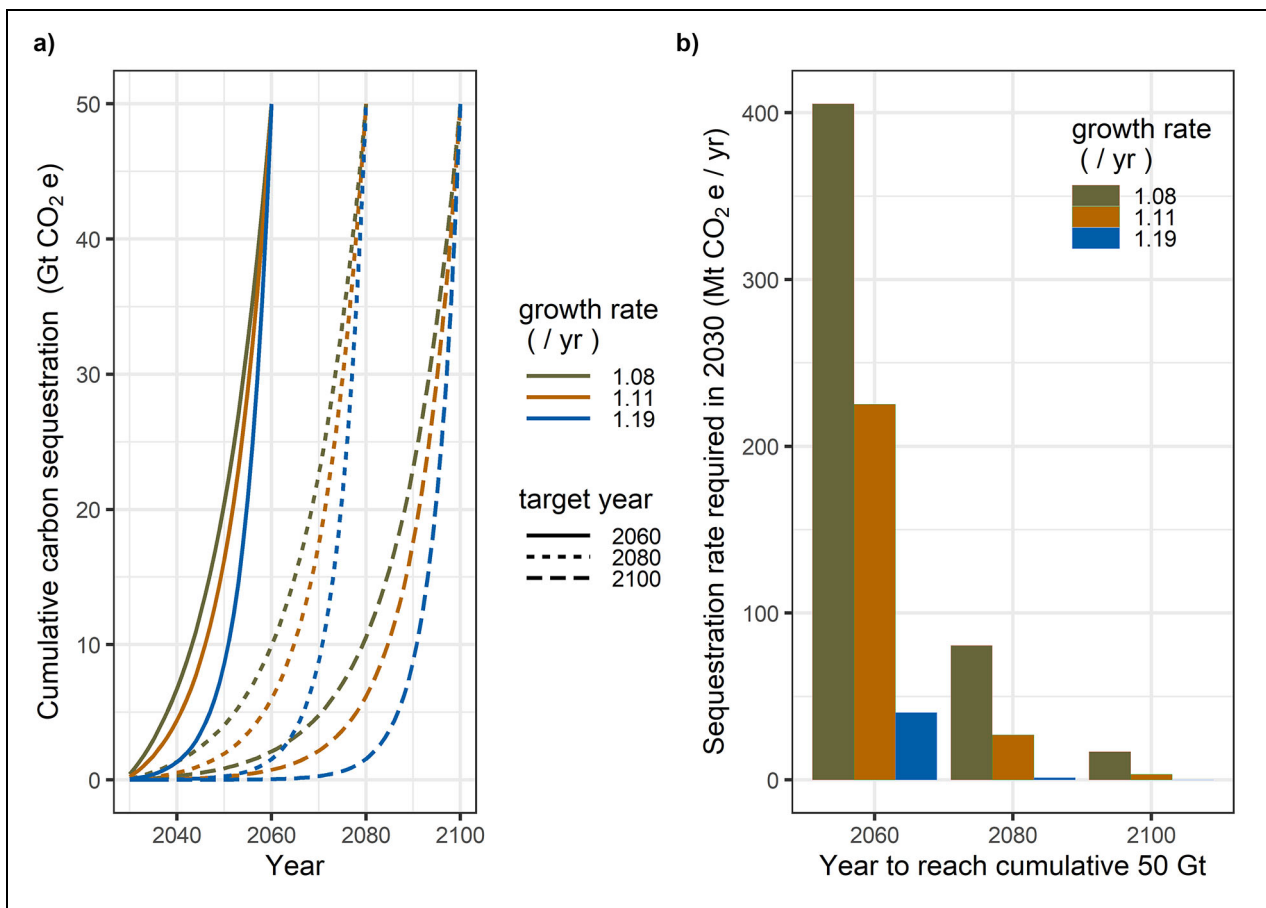 a)
Cumulative carbon sequestration (Gt CO₂ e)
50
40
30
20
10
0
2040
2060
2080
2100
Year
growth rate
( / yr )
1.08
1.11
1.19
target year
2060
2080
2100
b)
Sequestration rate required in 2030 (Mt CO₂ e / yr)
400
300
200
100
0
growth rate
( / yr )
1.08
1.11
1.19
2060
2080
2100
Year to reach cumulative 50 Gt